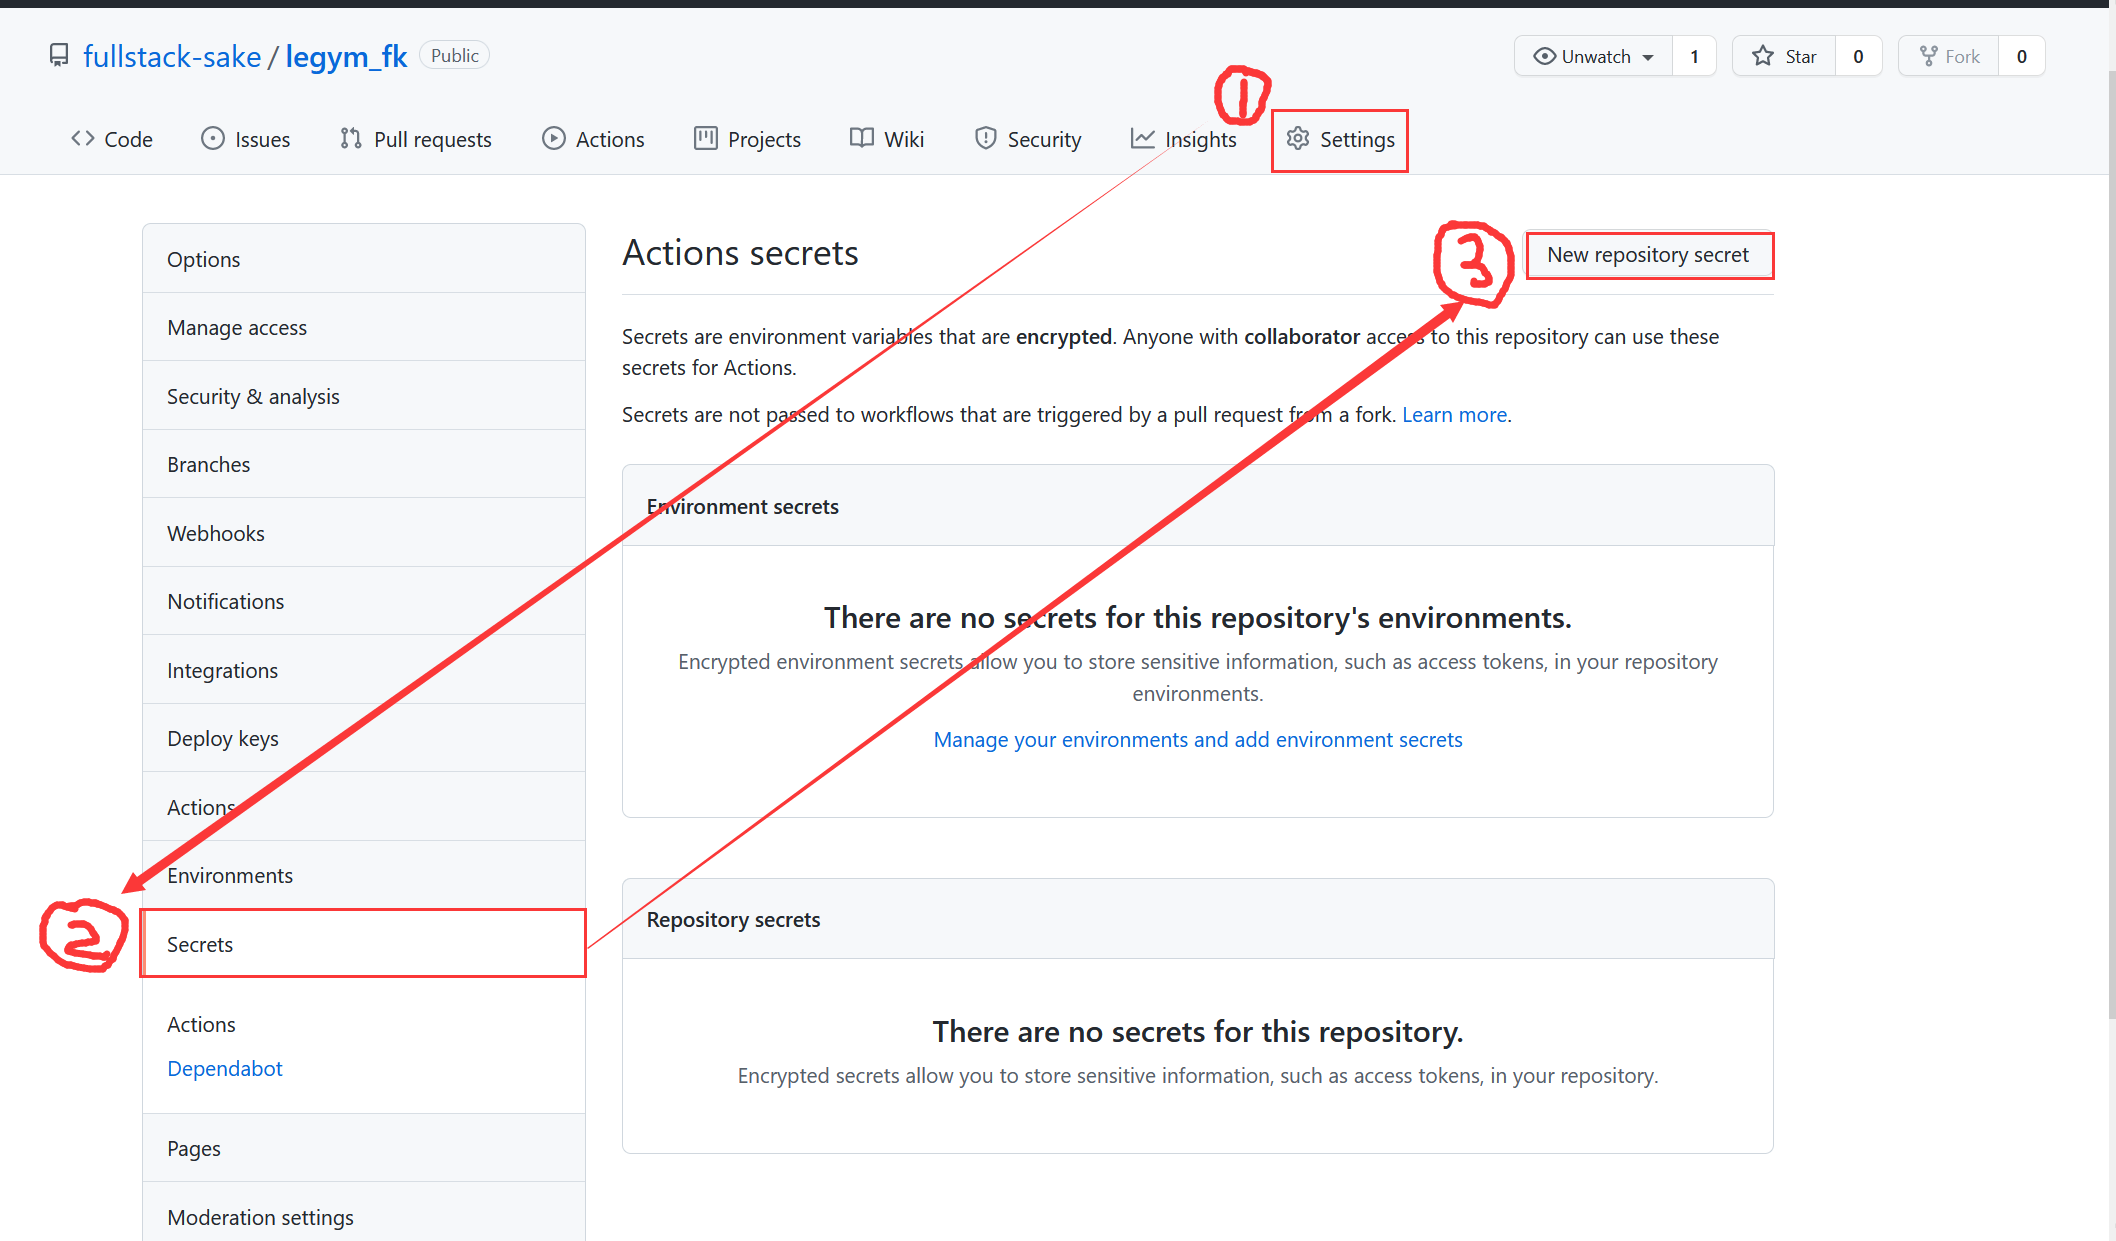 fullstack-sake / legym_fk Public
Unwatch 1 Star 0 Fork 0
1
Code Issues Pull requests Actions Projects Wiki Security Insights Settings
Options
Manage access
Security & analysis
Branches
Webhooks
Notifications
Integrations
Deploy keys
Actions
Environments
2
Secrets
Actions
Dependabot
Pages
Moderation settings
Actions secrets
3
New repository secret
Secrets are environment variables that are encrypted. Anyone with collaborator access to this repository can use these
secrets for Actions.
Secrets are not passed to workflows that are triggered by a pull request from a fork. Learn more.
Environment secrets
There are no secrets for this repository's environments.
Encrypted environment secrets allow you to store sensitive information, such as access tokens, in your repository
environments.
Manage your environments and add environment secrets
Repository secrets
There are no secrets for this repository.
Encrypted secrets allow you to store sensitive information, such as access tokens, in your repository.